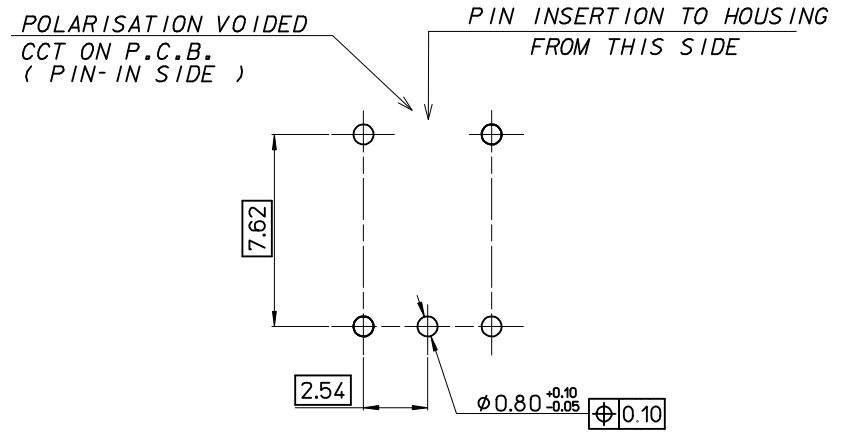 POLARISATION VOIDED
CCT ON P.C.B.
( PIN-IN SIDE )
PIN INSERTION TO HOUSING
FROM THIS SIDE
7.62
2.54
⌀0.80 +0.10 -0.05 ⌖ 0.10